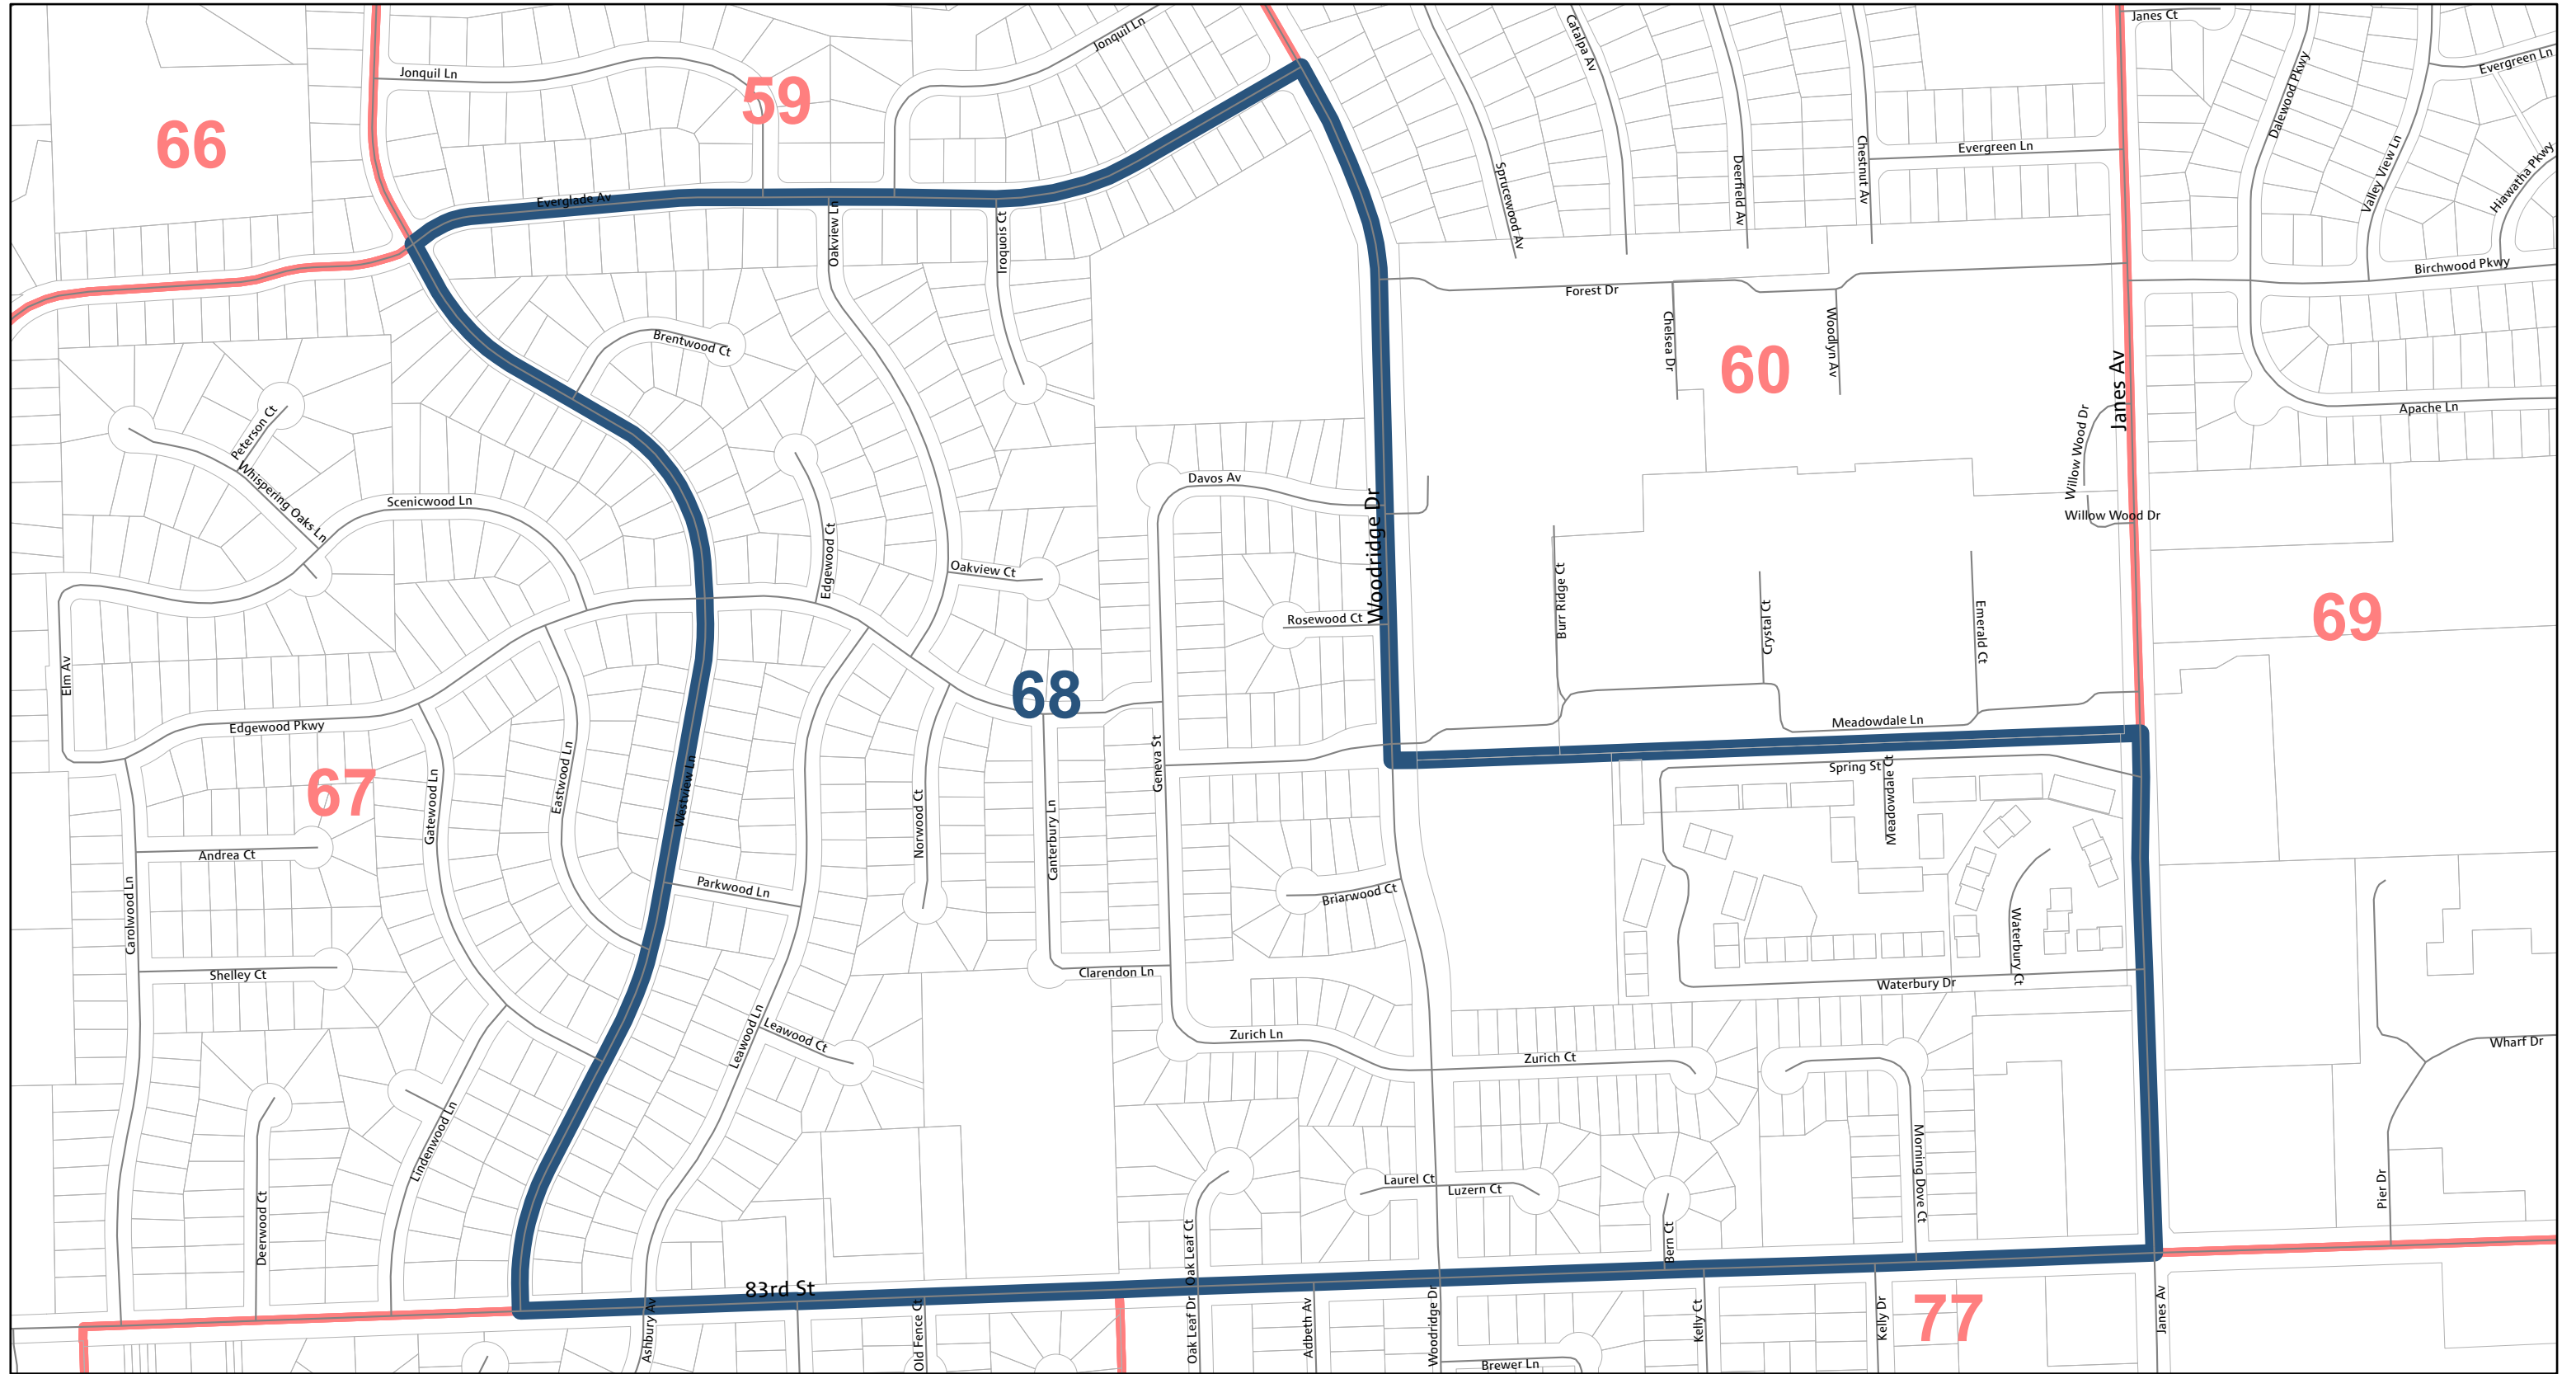 Janes Ct
Jonquil Ln
Catalpa Av
Evergreen Ln
Jonquil Ln
Dalewood Pkwy
59
66
Evergreen Ln
Chestnut Av
Deerfield Av
Sprucewood Av
Valley View Ln
Hiawatha Pkwy
Everglade Av
Oakview Ln
Iroquois Ct
Birchwood Pkwy
Forest Dr
Chelsea Dr
Woodlyn Av
60
Janes Av
Brentwood Ct
Apache Ln
Peterson Ct
Whispering Oaks Ln
Willow Wood Dr
Davos Av
Scenicwood Ln
Woodridge Dr
Willow Wood Dr
Edgewood Ct
Oakview Ct
Burr Ridge Ct
Crystal Ct
Emerald Ct
Rosewood Ct
69
Elm Av
68
Edgewood Pkwy
Meadowdale Ln
Geneva St
Spring St
Meadowdale Ct
67
Gatewood Ln
Eastwood Ln
Westview Ln
Norwood Ct
Canterbury Ln
Andrea Ct
Parkwood Ln
Briarwood Ct
Carolwood Ln
Waterbury Ct
Shelley Ct
Clarendon Ln
Waterbury Dr
Leawood Ln
Leawood Ct
Zurich Ln
Zurich Ct
Wharf Dr
Lindenwood Ln
Morning Dove Ct
Laurel Ct
Luzern Ct
Pier Dr
Deerwood Ct
Oak Leaf Ct
Bern Ct
83rd St
Ashbury Av
Old Fence Ct
Oak Leaf Dr
Adbeth Av
Woodridge Dr
Kelly Ct
Kelly Dr
77
Janes Av
Brewer Ln